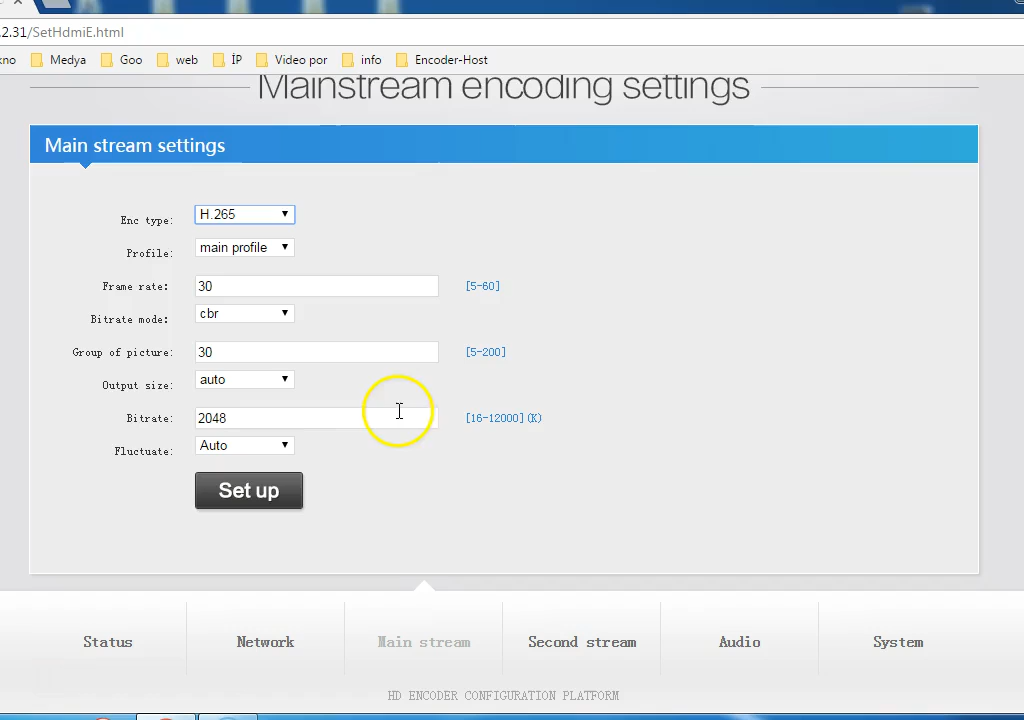 .2.31/SetHdmiE.html
kno Medya Goo web İP Video por info Encoder-Host
Mainstream encoding settings
Main stream settings
Enc type: H.265
Profile: main profile
Frame rate: 30 [5-60]
Bitrate mode: cbr
Group of picture: 30 [5-200]
Output size: auto
Bitrate: 2048 [16-12000](K)
Fluctuate: Auto
Set up
Status Network Main stream Second stream Audio System
HD ENCODER CONFIGURATION PLATFORM